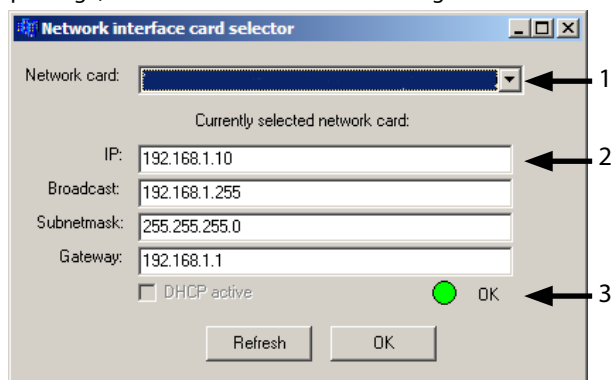 Network interface card selector
Network card: 1
Currently selected network card:
IP: 192.168.1.10 2
Broadcast: 192.168.1.255
Subnetmask: 255.255.255.0
Gateway: 192.168.1.1
DHCP active OK 3
Refresh OK